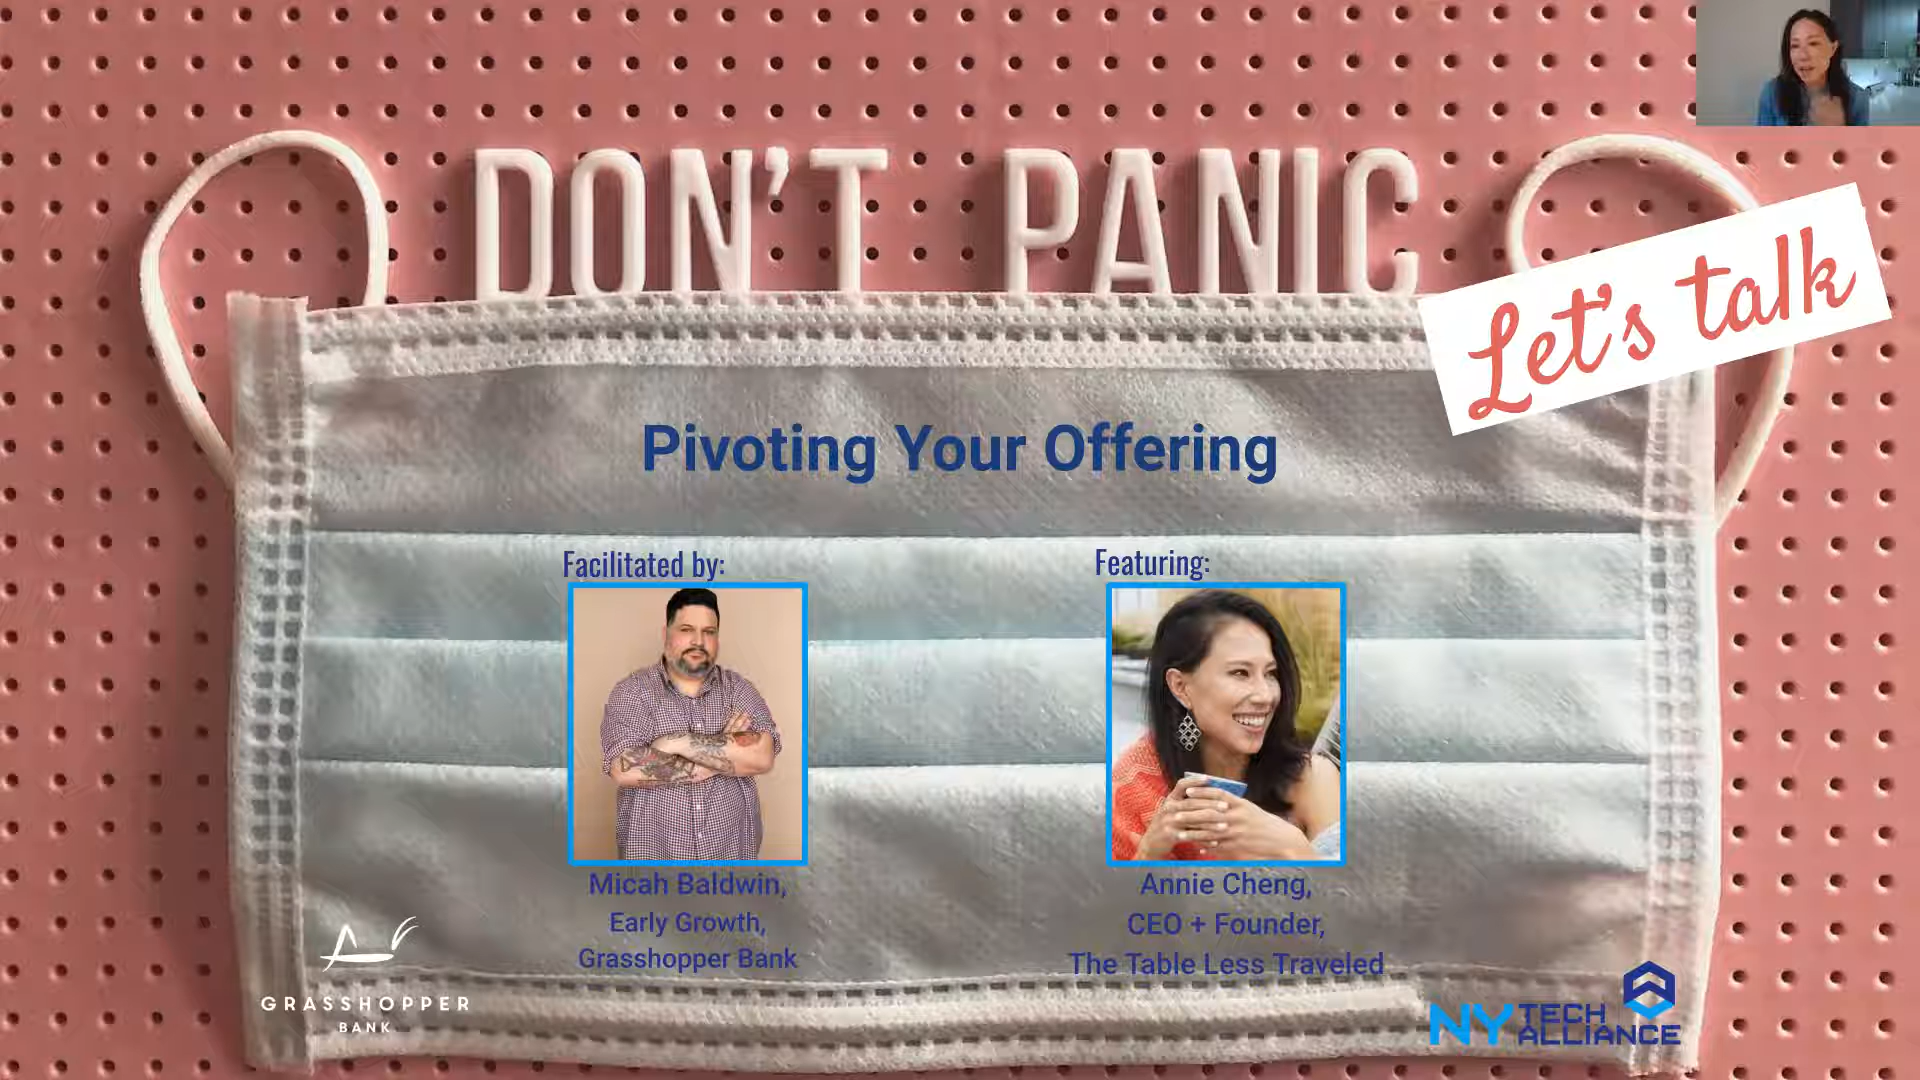 DON'T PANIC
Let's talk
Pivoting Your Offering
Facilitated by:
Micah Baldwin,
Early Growth,
Grasshopper Bank
Featuring:
Annie Cheng,
CEO + Founder,
The Table Less Traveled
GRASSHOPPER
BANK
NY TECH
ALLIANCE